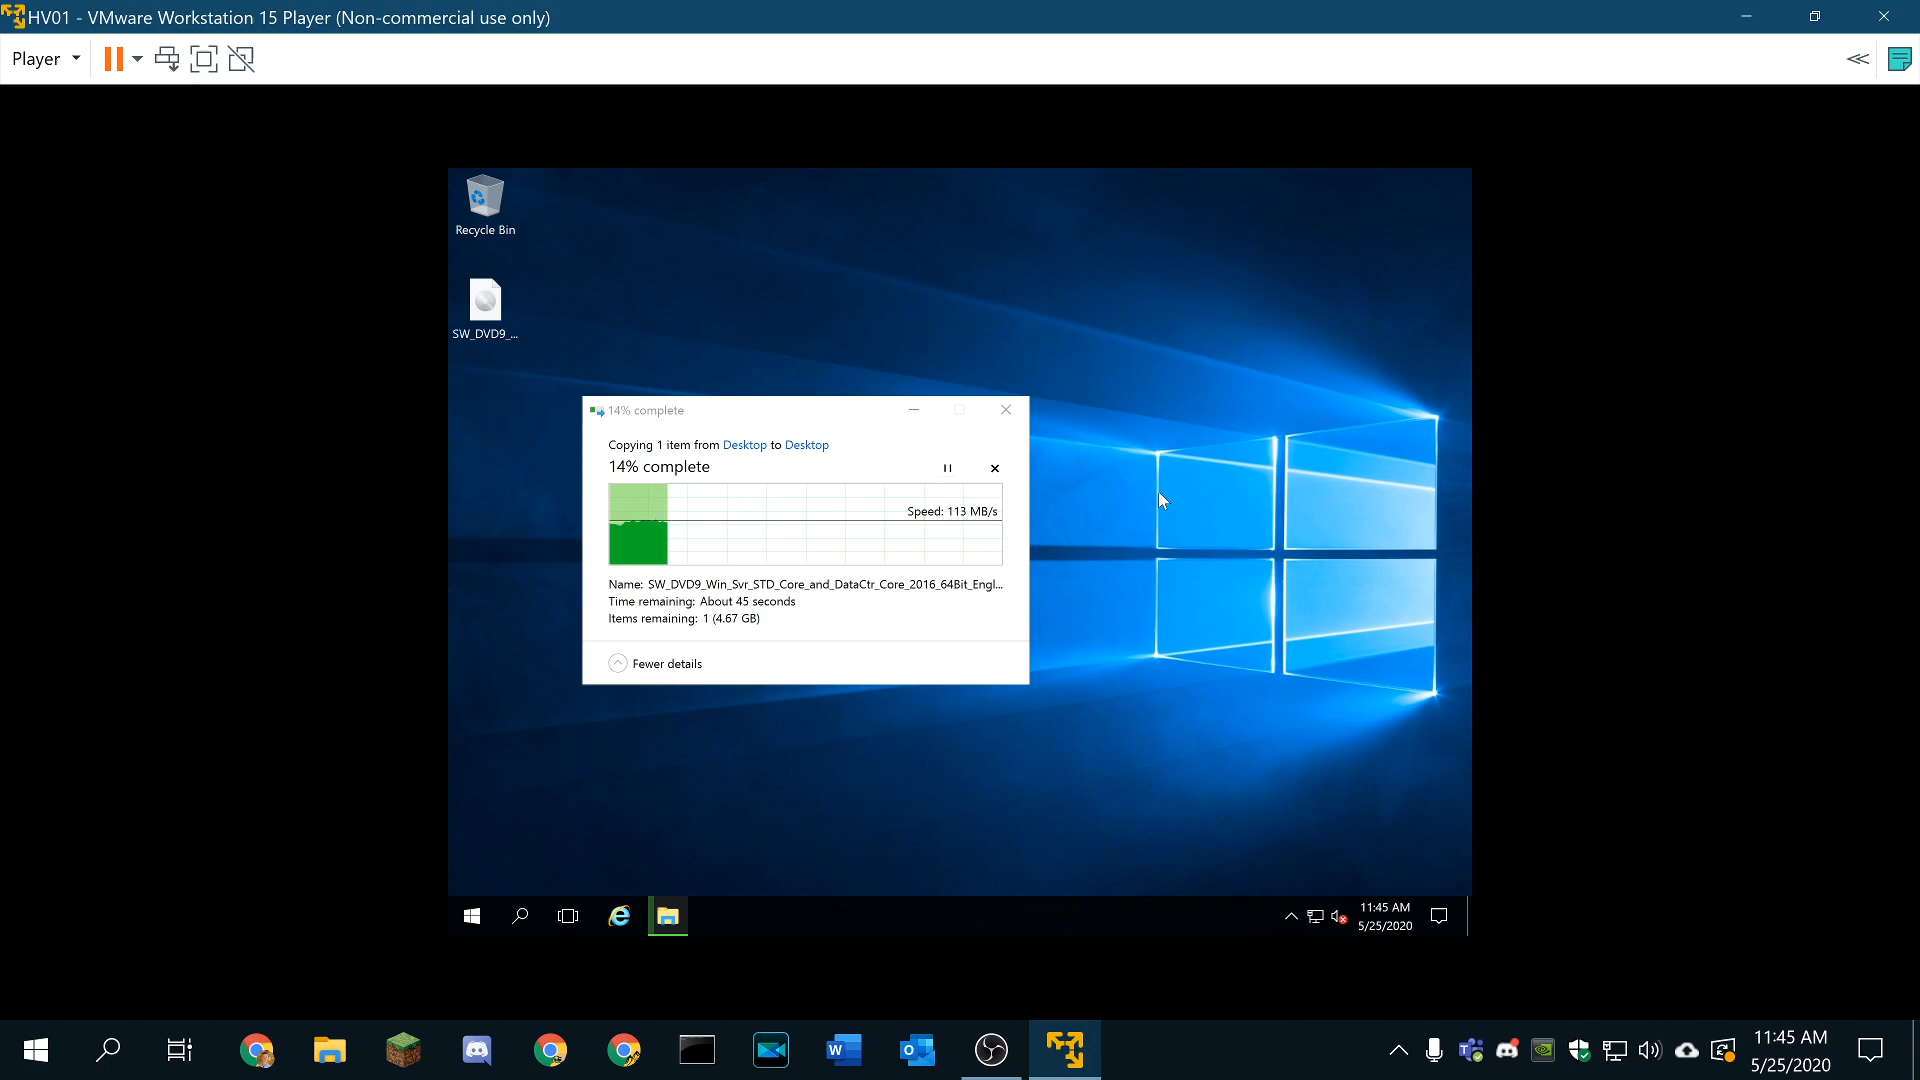 HV01 - VMware Workstation 15 Player (Non-commercial use only)
Player
Recycle Bin
SW_DVD9_...
14% complete
Copying 1 item from Desktop to Desktop
14% complete
Speed: 113 MB/s
Name: SW_DVD9_Win_Svr_STD_Core_and_DataCtr_Core_2016_64Bit_Engl...
Time remaining: About 45 seconds
Items remaining: 1 (4.67 GB)
Fewer details
11:45 AM
5/25/2020
11:45 AM
5/25/2020